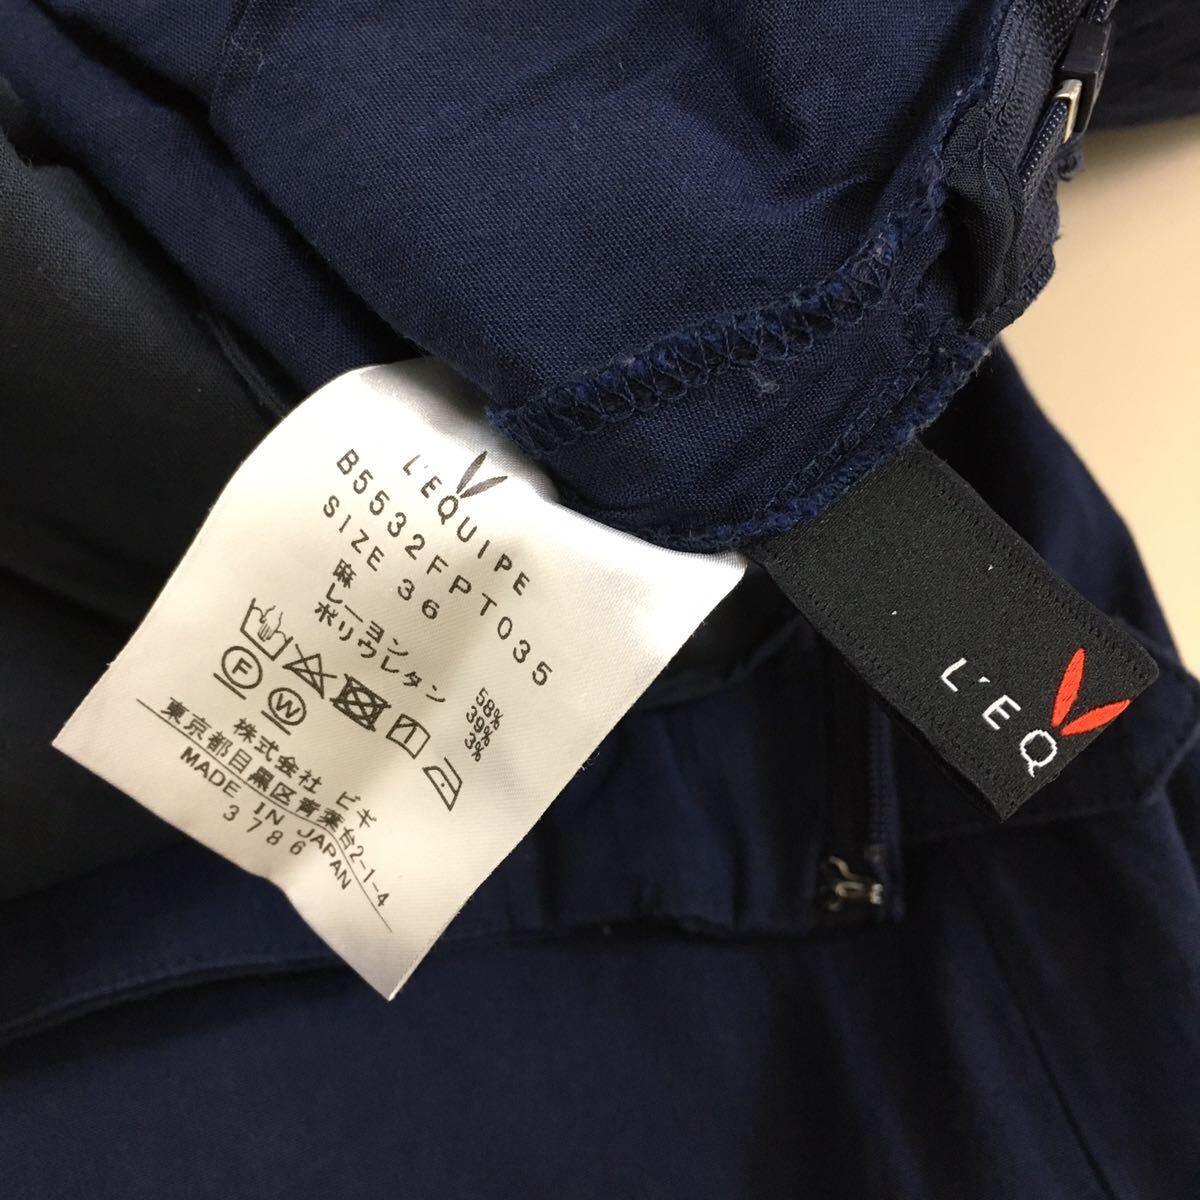 L'EQUIPE
B5532FPT035
SIZE 36
麻 58%
レーヨン 39%
ポリウレタン 3%
F
W
株式会社 ビギ
東京都目黒区青葉台2-1-4
MADE IN JAPAN
3786
L'EQ